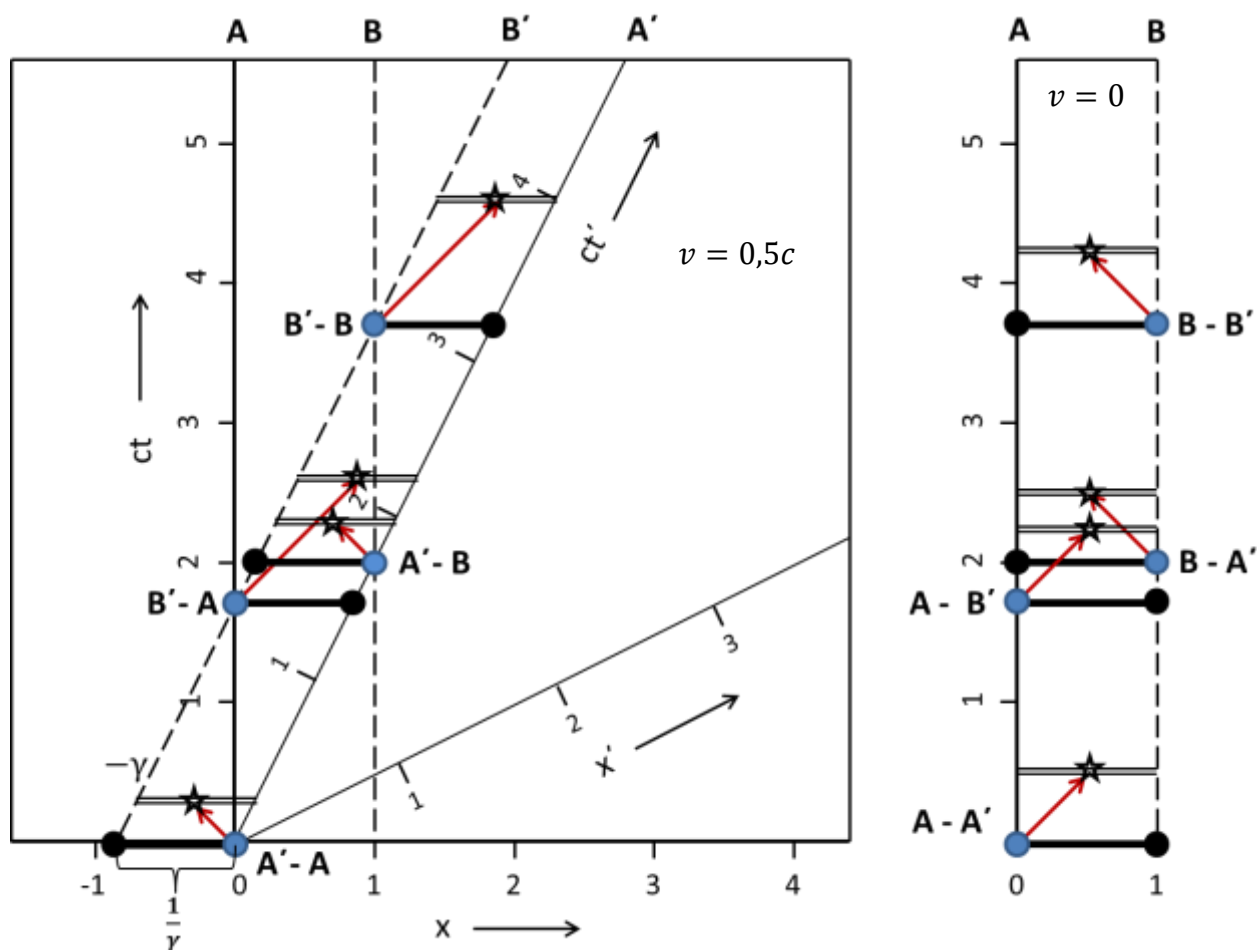 A B B′ A′
A B
v = 0
v = 0,5c
5
4
3
2
1
ct
ct′
4
3
2
1
B′ - B
A′ - B
B′ - A
A′ - A
−γ
1
γ
-1 0 1 2 3 4
x
x′
1
2
3
5
4
3
2
1
B - B′
B - A′
A - B′
A - A′
0 1